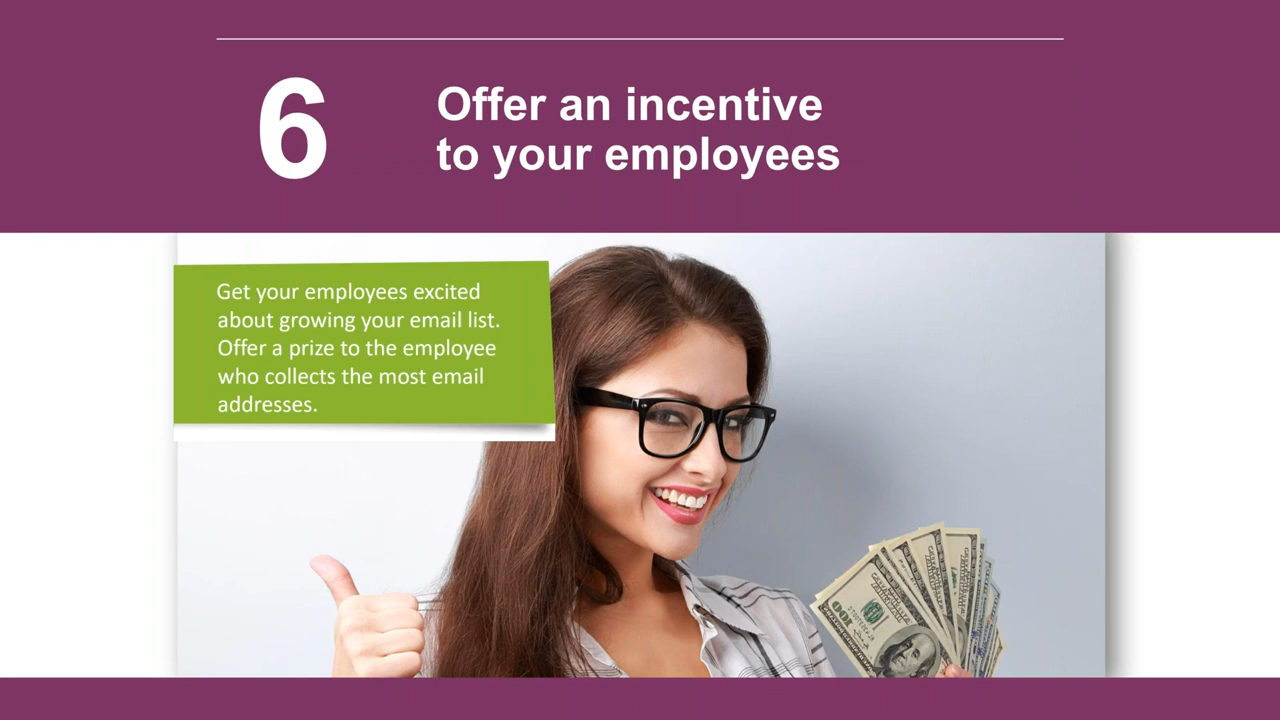 6
Offer an incentive
to your employees
Get your employees excited
about growing your email list.
Offer a prize to the employee
who collects the most email
addresses.
100